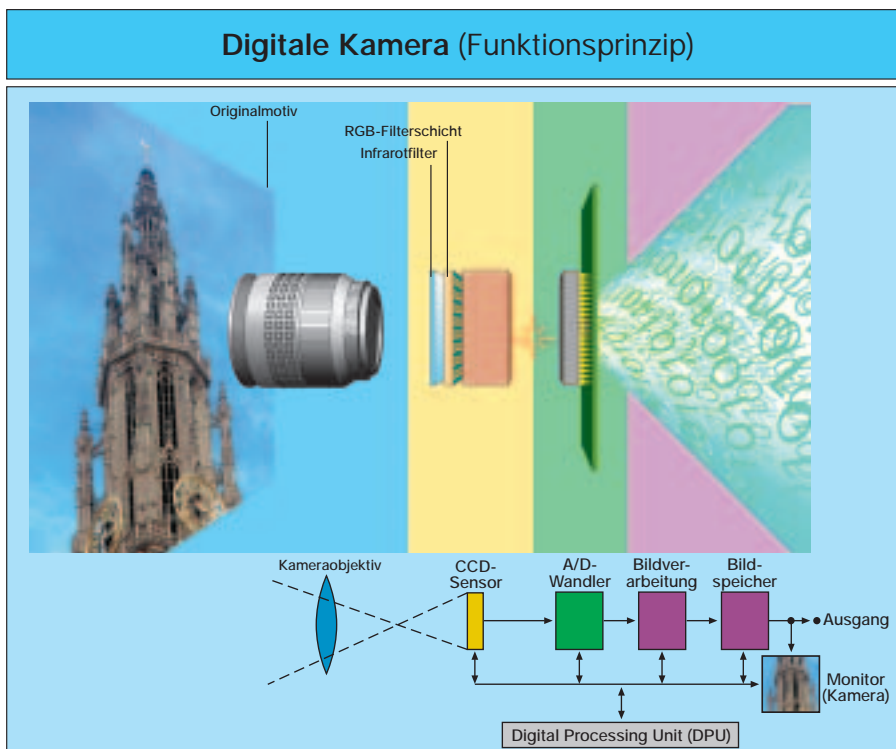 Digitale Kamera (Funktionsprinzip)
Originalmotiv
RGB-Filterschicht
Infrarotfilter
Kameraobjektiv
CCD-
Sensor
A/D-
Wandler
Bildver-
arbeitung
Bild-
speicher
Ausgang
Monitor
(Kamera)
Digital Processing Unit (DPU)